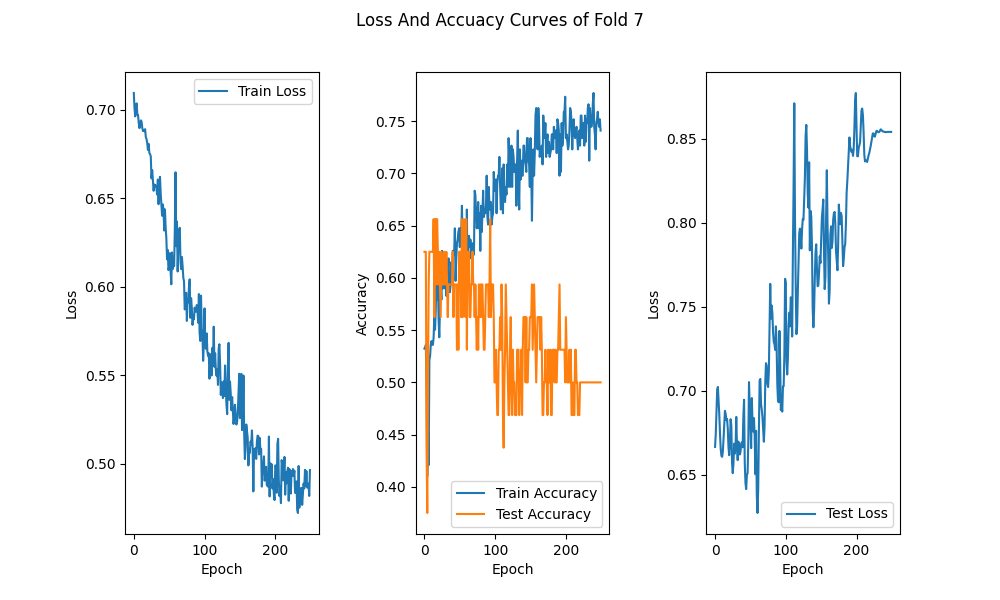 Loss And Accuacy Curves of Fold 7
Loss
0.70
0.65
0.60
0.55
0.50
0 100 200
Epoch
Train Loss
Accuracy
0.75
0.70
0.65
0.60
0.55
0.50
0.45
0.40
0 100 200
Epoch
Train Accuracy
Test Accuracy
Loss
0.85
0.80
0.75
0.70
0.65
0 100 200
Epoch
Test Loss